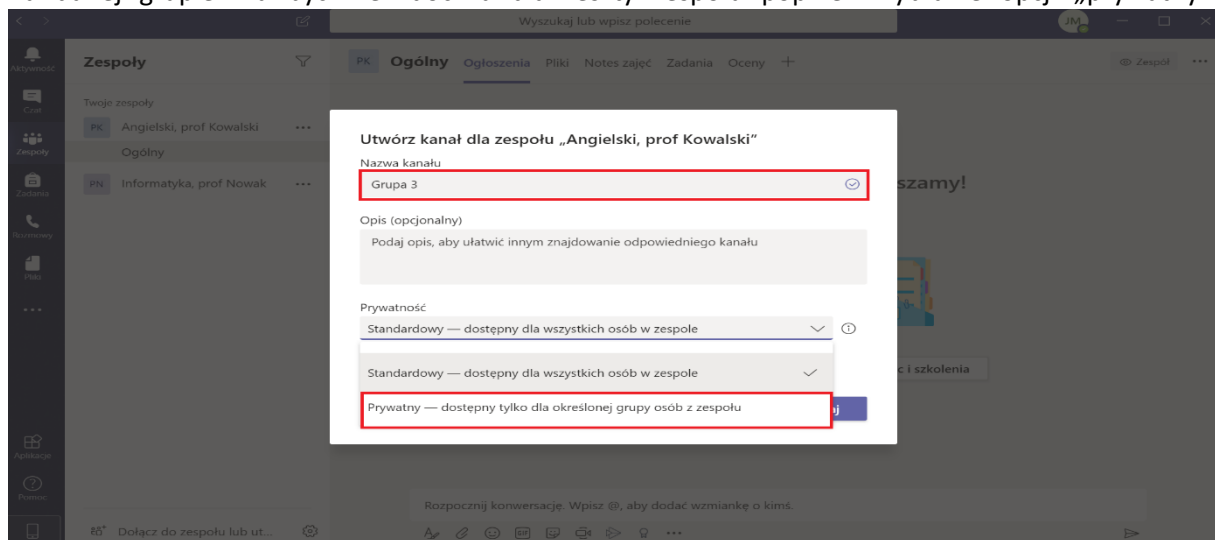 Wyszukaj lub wpisz polecenie
JM
Aktywność
Zespoły
PK Ogólny Ogłoszenia Pliki Notes zajęć Zadania Oceny +
Zespół
Czat
Twoje zespoły
PK Angielski, prof Kowalski
Zespoły
Ogólny
Zadania
PN Informatyka, prof Nowak
Rozmowy
Pliki
Utwórz kanał dla zespołu „Angielski, prof Kowalski”
Nazwa kanału
Grupa 3
szamy!
Opis (opcjonalny)
Podaj opis, aby ułatwić innym znajdowanie odpowiedniego kanału
Prywatność
Standardowy — dostępny dla wszystkich osób w zespole
Standardowy — dostępny dla wszystkich osób w zespole
c i szkolenia
Prywatny — dostępny tylko dla określonej grupy osób z zespołu
j
Aplikacje
Pomoc
Rozpocznij konwersację. Wpisz @, aby dodać wzmiankę o kimś.
Dołącz do zespołu lub ut...
GIF